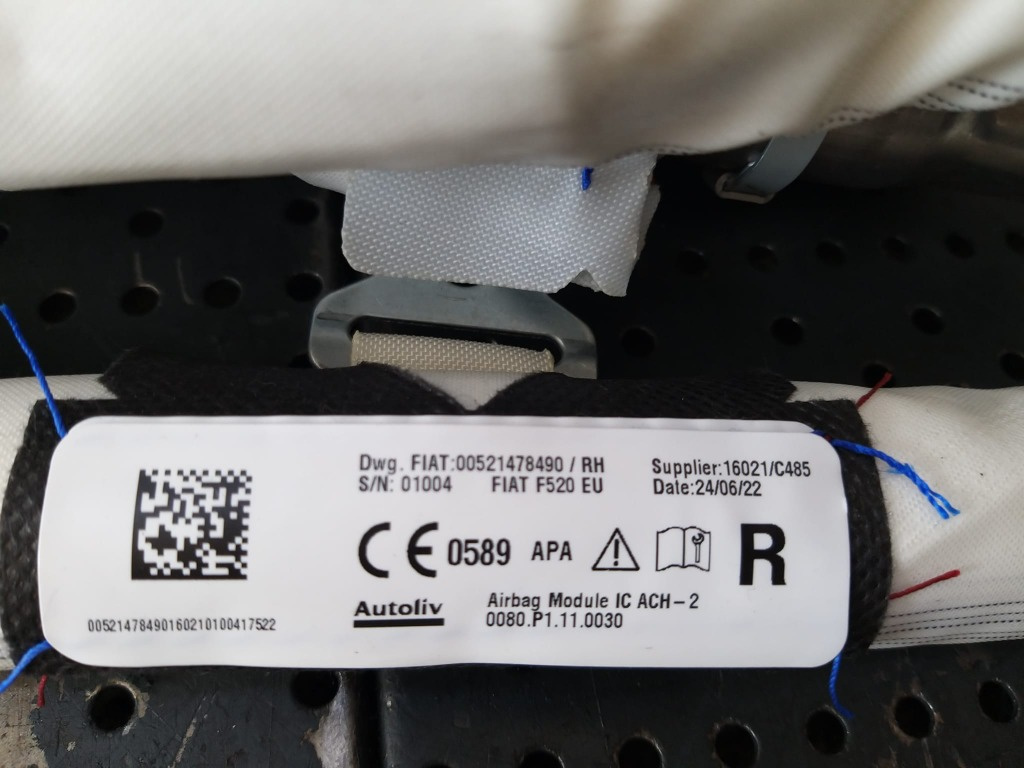 Dwg. FIAT:00521478490 / RH
S/N: 01004 FIAT F520 EU
Supplier:16021/C485
Date:24/06/22
CE 0589 APA
R
Autoliv
Airbag Module IC ACH-2
0080.P1.11.0030
00521478490160210100417522